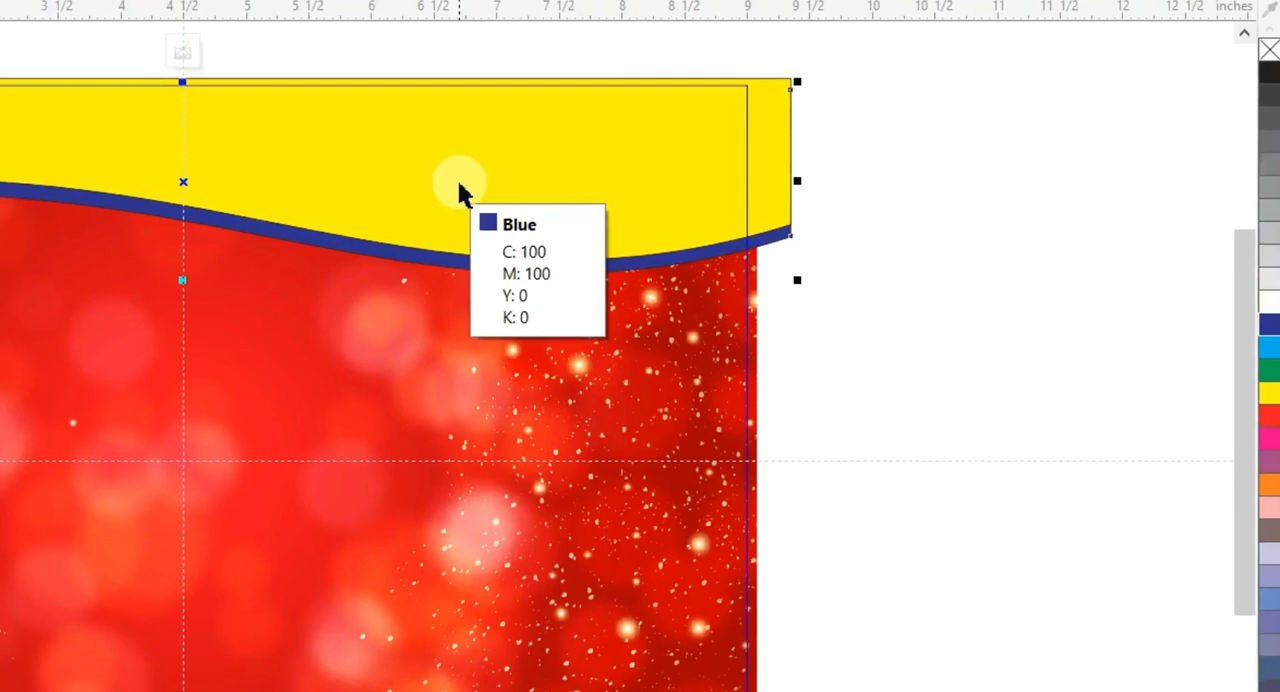 3 1/2 4 4 1/2 5 5 1/2 6 6 1/2 7 7 1/2 8 8 1/2 9 9 1/2 10 10 1/2 11 11 1/2 12 12 1/2 inches
Blue
C: 100
M: 100
Y: 0
K: 0